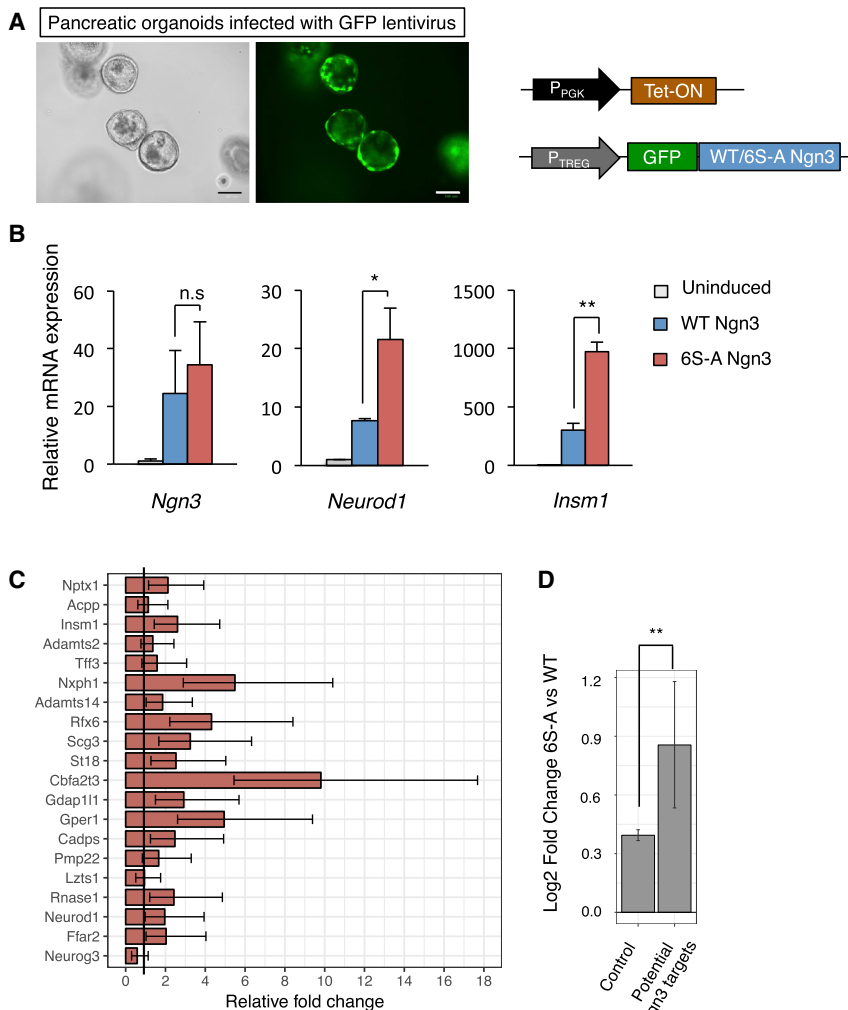 A
Pancreatic organoids infected with GFP lentivirus
PPGK
Tet-ON
PTREG
GFP
WT/6S-A Ngn3
B
Relative mRNA expression
60
40
20
0
n.s
Ngn3
30
20
10
0
*
Neurod1
1500
1000
500
0
**
Insm1
Uninduced
WT Ngn3
6S-A Ngn3
C
Nptx1
Acpp
Insm1
Adamts2
Tff3
Nxph1
Adamts14
Rfx6
Scg3
St18
Cbfa2t3
Gdap1l1
Gper1
Cadps
Pmp22
Lzts1
Rnase1
Neurod1
Ffar2
Neurog3
0 2 4 6 8 10 12 14 16 18
Relative fold change
D
Log2 Fold Change 6S-A vs WT
**
1.2
0.9
0.6
0.3
0.0
Control
Potential
gn3 targets